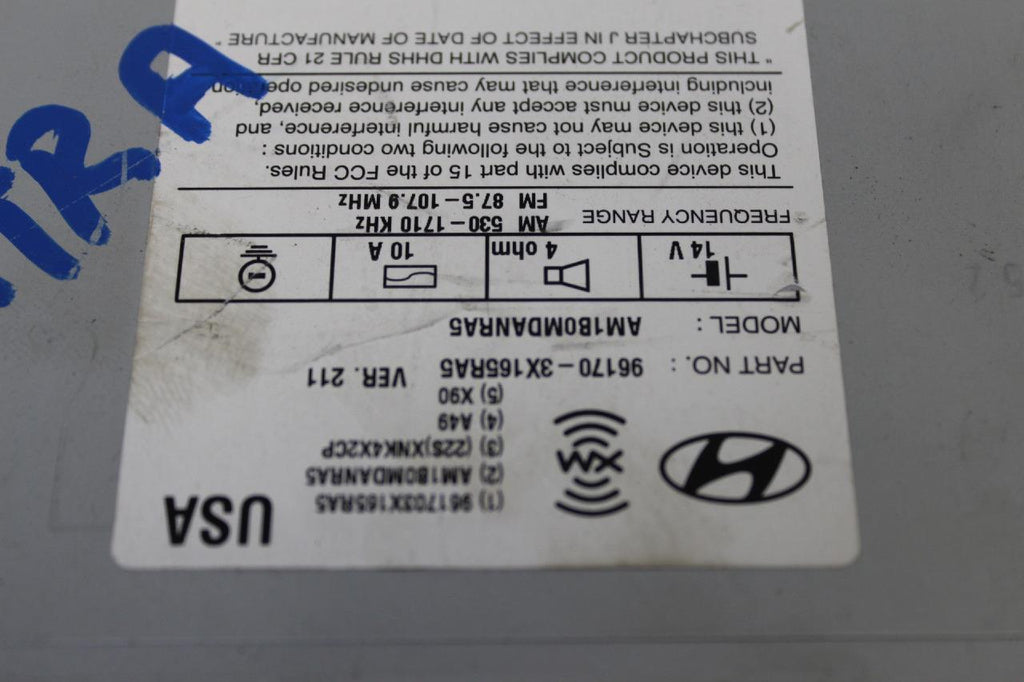 USA
(1) 961703X165RA5
(2) AM1B0MDANRA5
(3) (22S)XNK4X2CP
(4) A49
(5) X90
PART NO. : 96170-3X165RA5 VER. 211
MODEL : AM1B0MDANRA5
14 V 4 ohm 10 A
FREQUENCY RANGE AM 530-1710 KHz
FM 87.5-107.9 MHz
This device complies with part 15 of the FCC Rules.
Operation is Subject to the following two conditions :
(1) this device may not cause harmful interference, and,
(2) this device must accept any interference received,
including interference that may cause undesired operation
" THIS PRODUCT COMPLIES WITH DHHS RULE 21 CFR
SUBCHAPTER J IN EFFECT OF DATE OF MANUFACTURE "